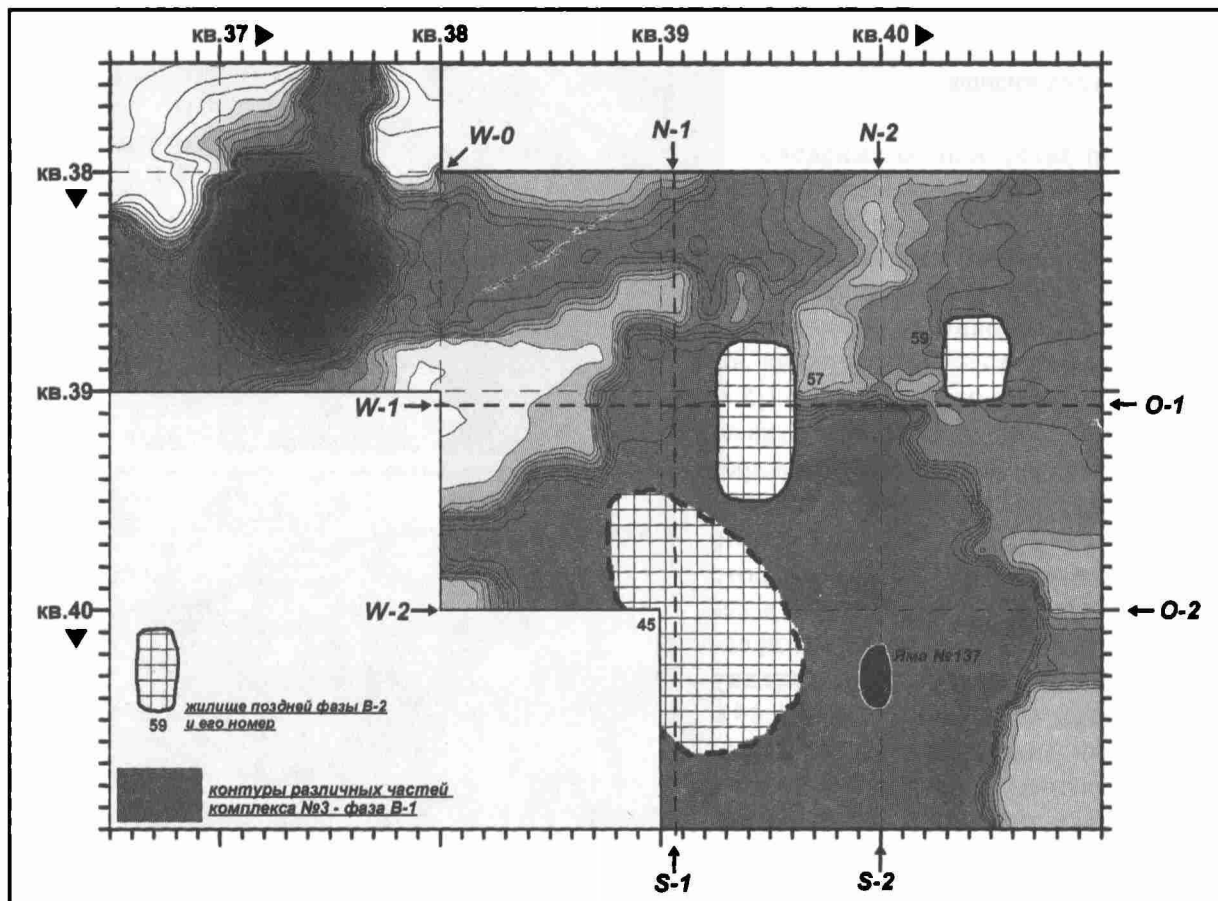 кв.37 кв.38 кв.39 кв.40
W-0 N-1 N-2
кв.38
59
57
кв.39
W-1 O-1
кв.40
W-2 O-2
45
Яма №137
жилище поздней фазы В-2
и его номер
59
контуры различных частей
комплекса №3 - фаза В-1
S-1 S-2